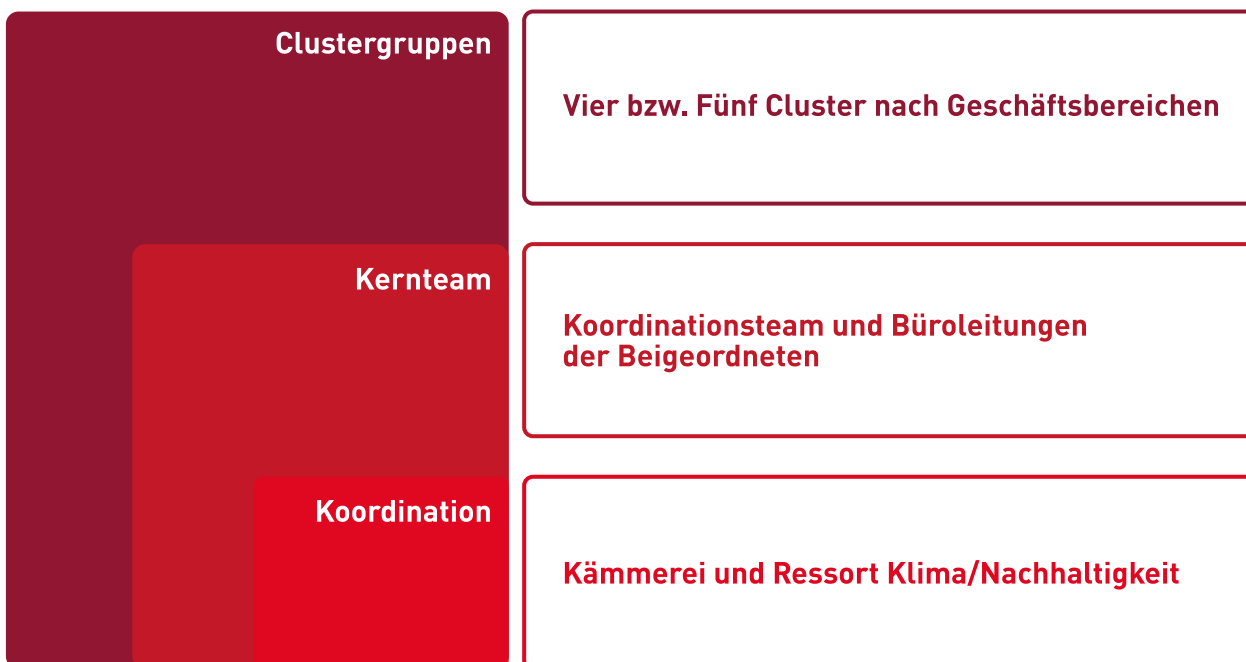 Clustergruppen
Vier bzw. Fünf Cluster nach Geschäftsbereichen
Kernteam
Koordinationsteam und Büroleitungen
der Beigeordneten
Koordination
Kämmerei und Ressort Klima/Nachhaltigkeit